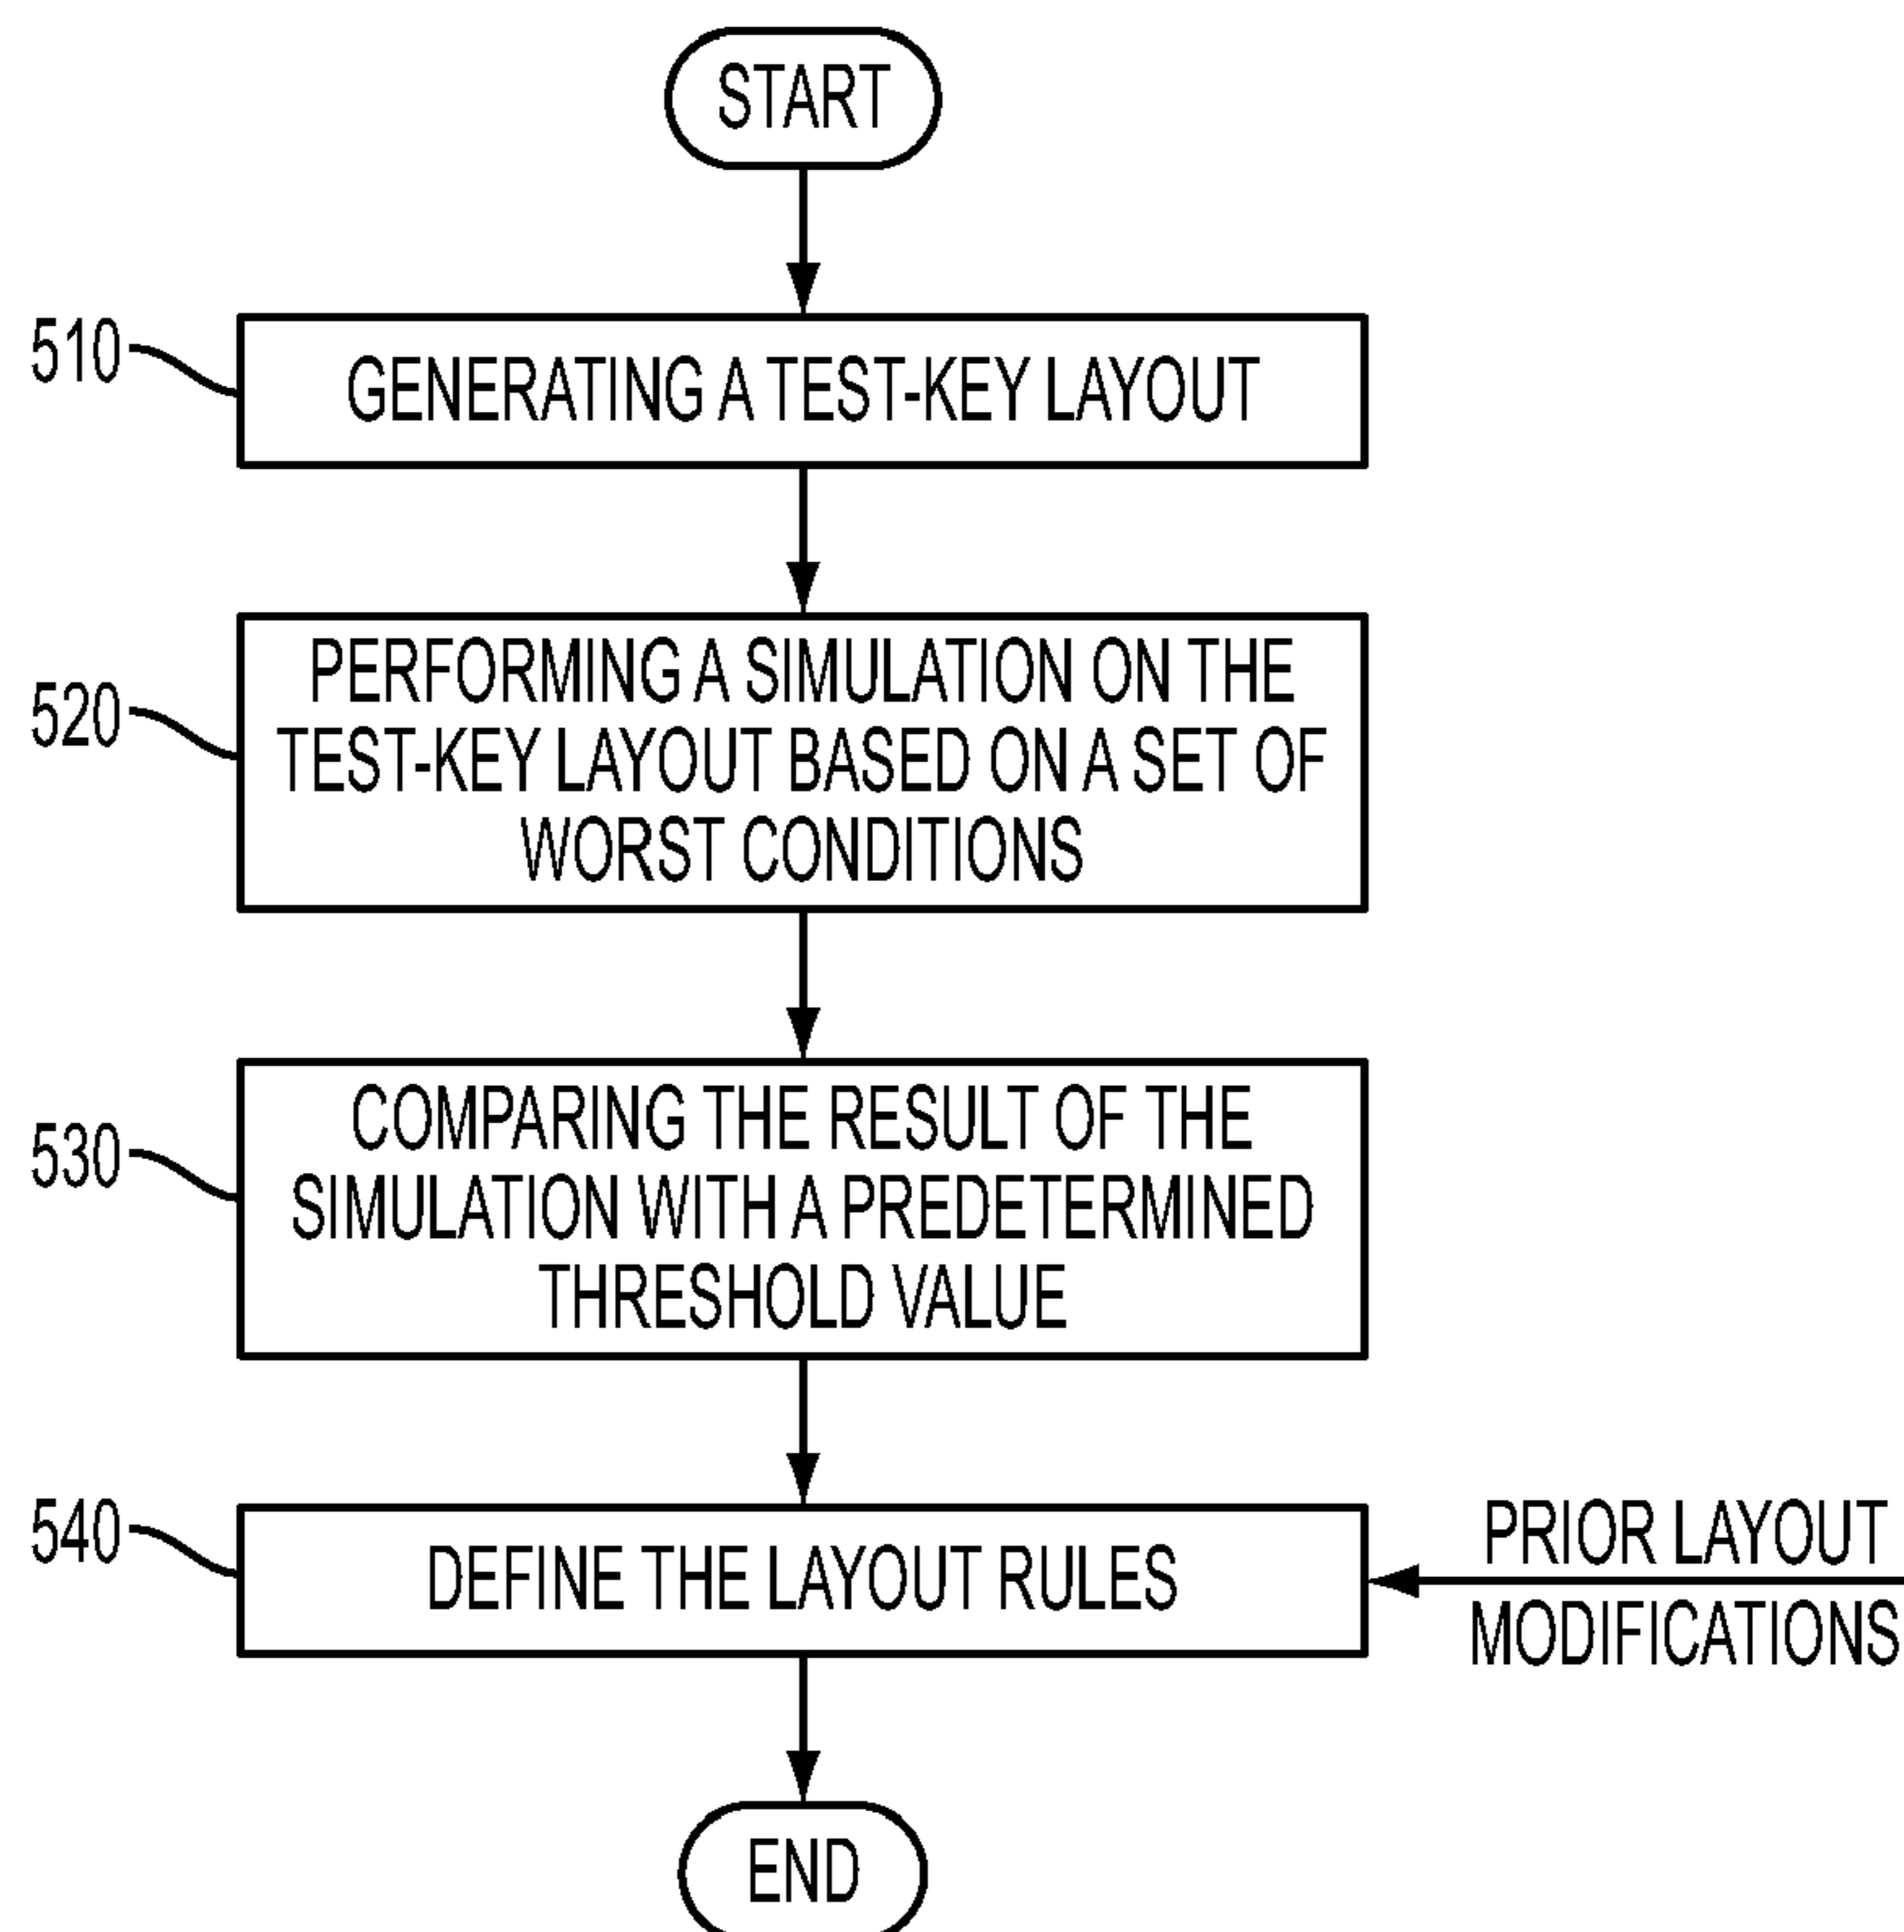 START
510
GENERATING A TEST-KEY LAYOUT
520
PERFORMING A SIMULATION ON THE
TEST-KEY LAYOUT BASED ON A SET OF
WORST CONDITIONS
530
COMPARING THE RESULT OF THE
SIMULATION WITH A PREDETERMINED
THRESHOLD VALUE
540
DEFINE THE LAYOUT RULES
PRIOR LAYOUT
MODIFICATIONS
END